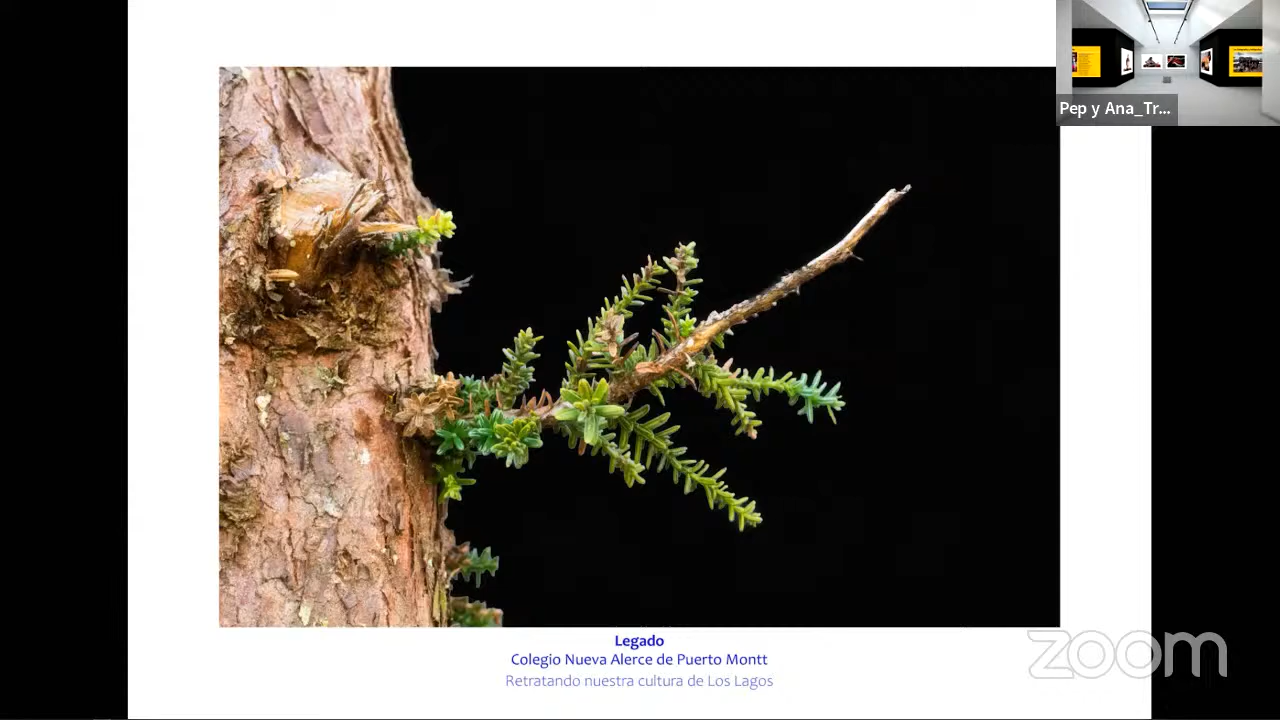 Pep y Ana_Tr...
Legado
Colegio Nueva Alerce de Puerto Montt
Retratando nuestra cultura de Los Lagos
zoom